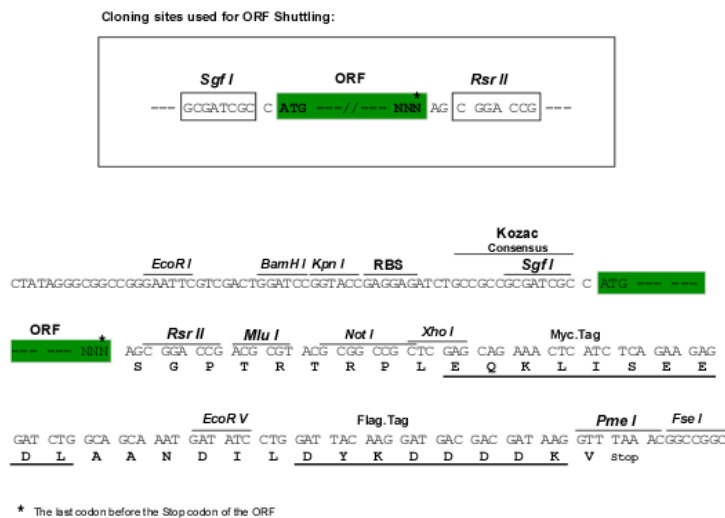 Cloning sites used for ORF Shuttling:
Sgf I ORF Rsr II
--- GCGATCGC C ATG ---//--- NNN* AG C GGA CCG ---
Kozac
Consensus
EcoR I BamH I Kpn I RBS Sgf I
CTATAGGGCGGCCGGGAATTCGTCGACTGGATCCGGTACCGAGGAGATCTGCCGCCGCGATCGC C ATG --- ---
ORF Rsr II Mlu I Not I Xho I Myc.Tag
--- --- NNN* AGC GGA CCG ACG CGT ACG CGG CCG CTC GAG CAG AAA CTC ATC TCA GAA GAG
S G P T R T R P L E Q K L I S E E
EcoR V Flag.Tag Pme I Fse I
GAT CTG GCA GCA AAT GAT ATC CTG GAT TAC AAG GAT GAC GAC GAT AAG GTT TAA ACGGCCGGC
D L A A N D I L D Y K D D D D K V Stop
* The last codon before the Stop codon of the ORF